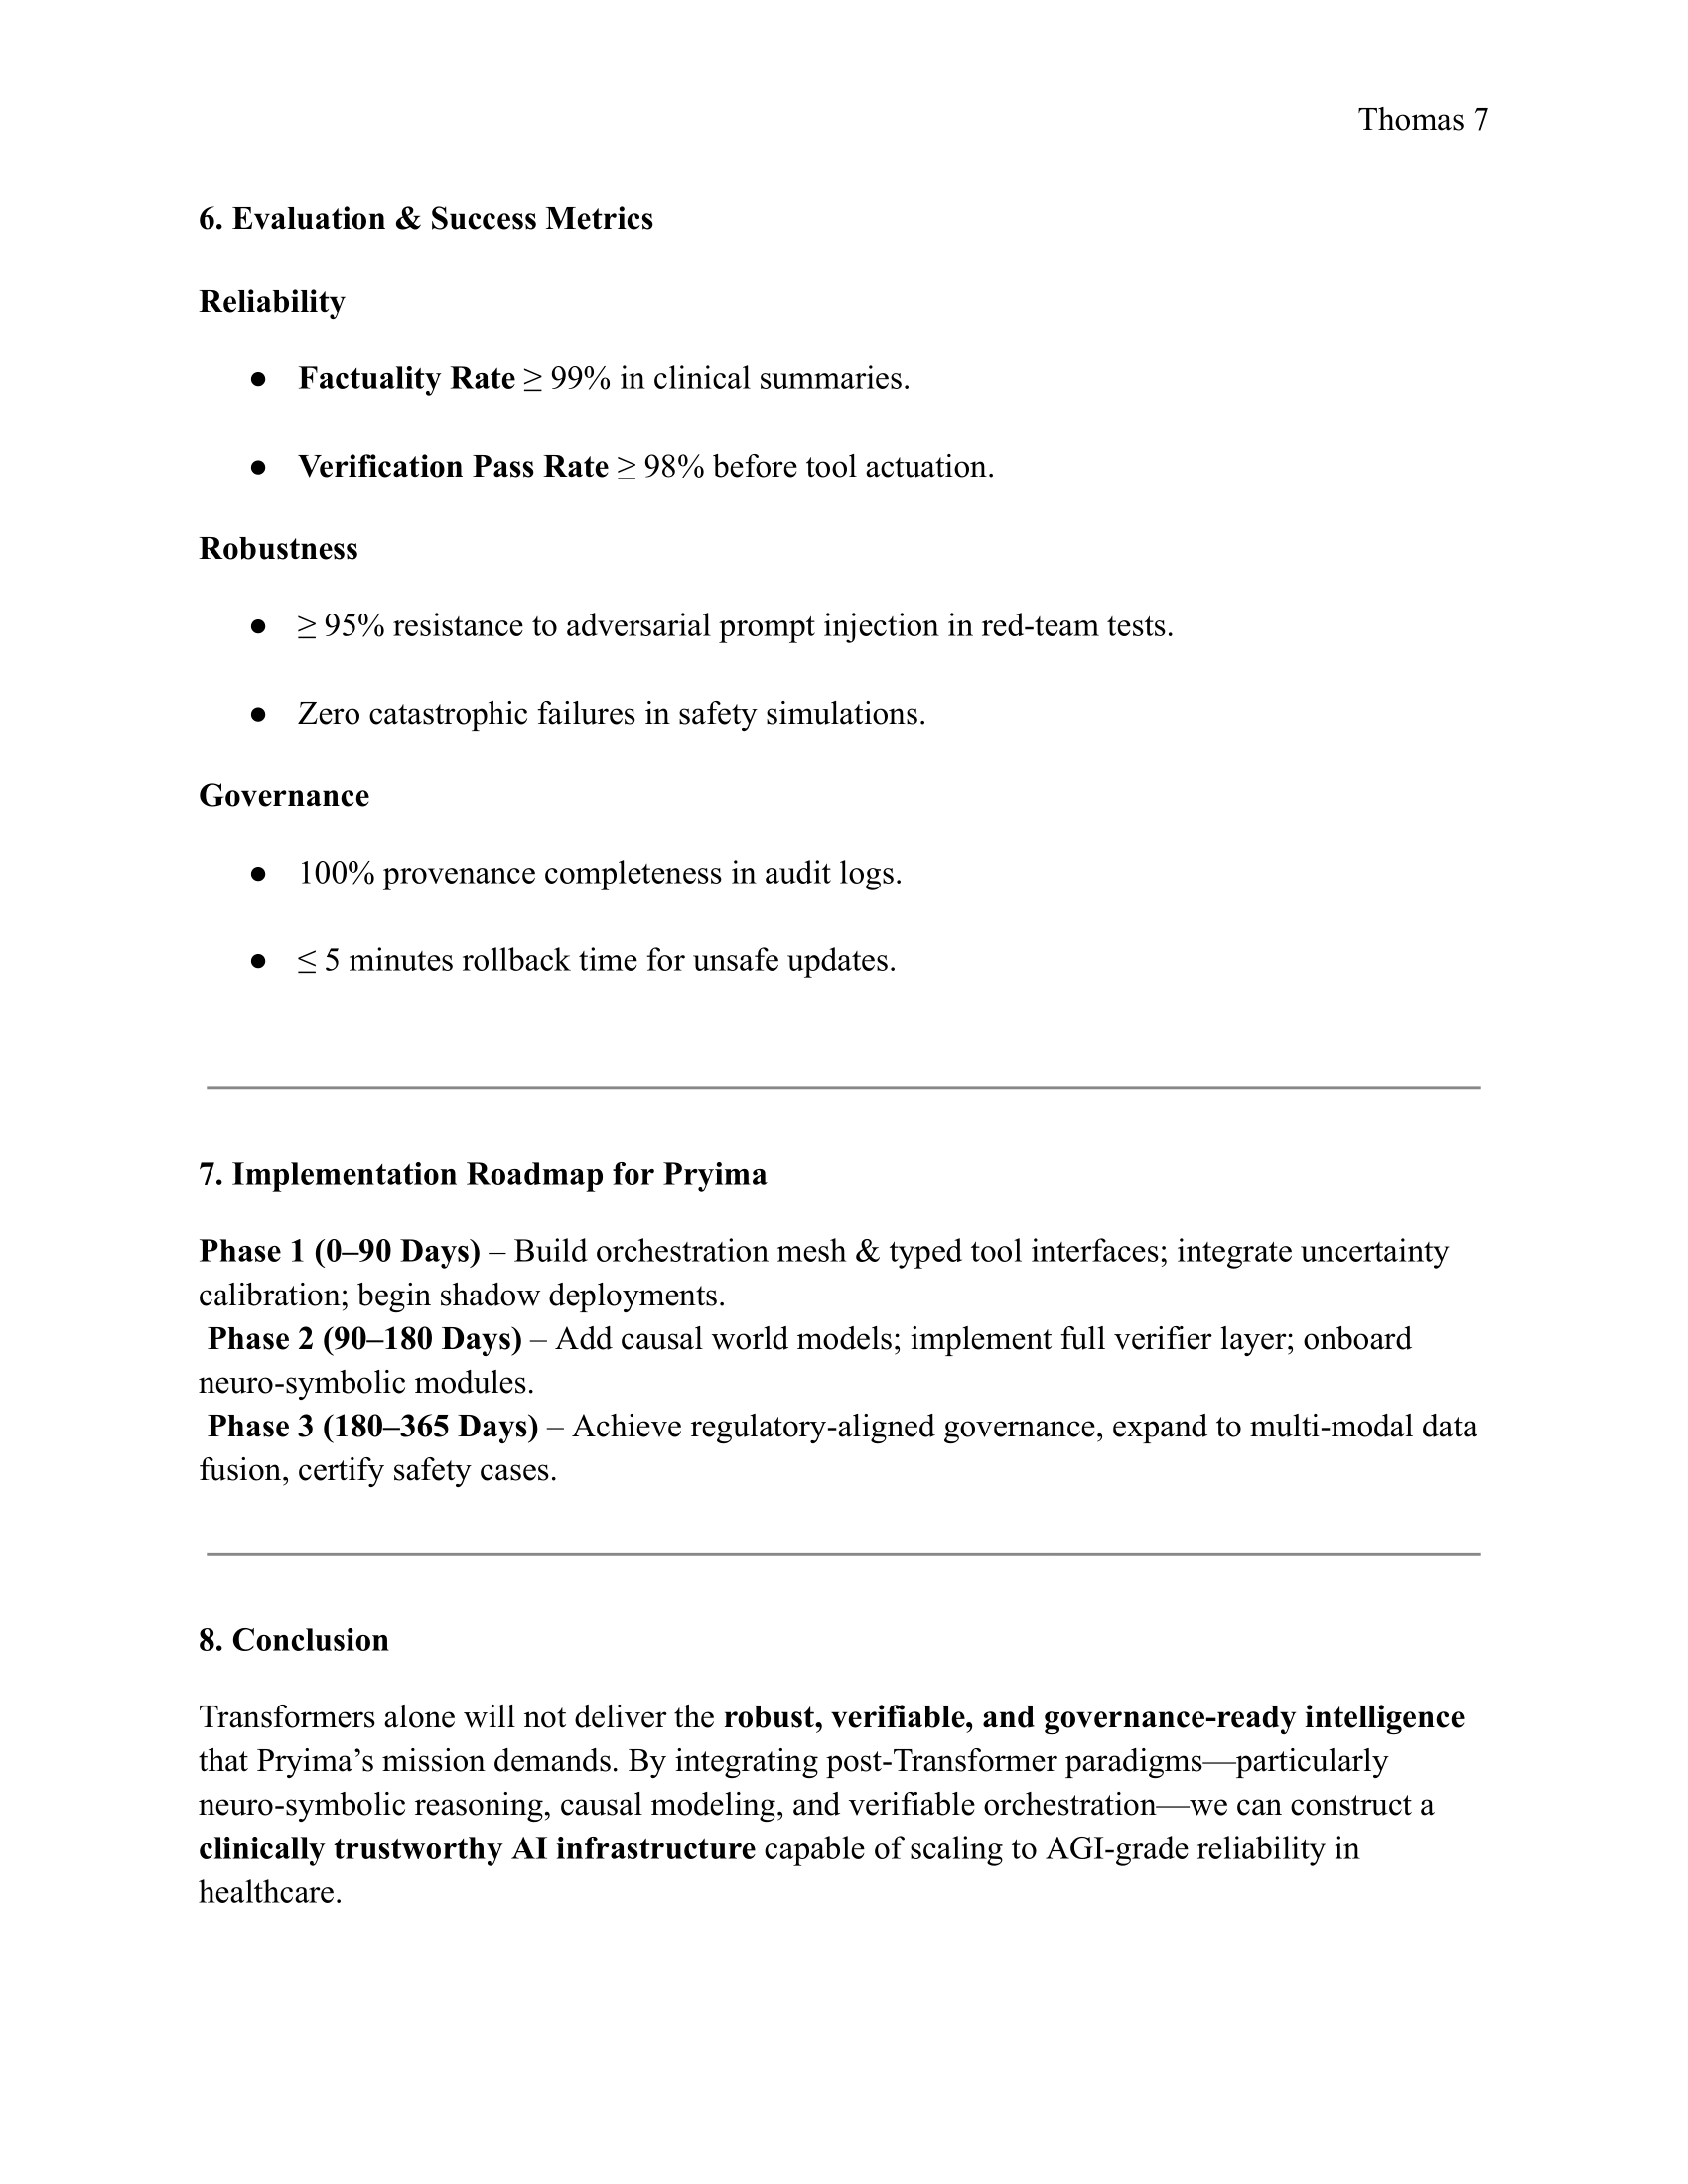 Thomas 7
6. Evaluation & Success Metrics
Reliability
● Factuality Rate ≥ 99% in clinical summaries.
● Verification Pass Rate ≥ 98% before tool actuation.
Robustness
● ≥ 95% resistance to adversarial prompt injection in red-team tests.
● Zero catastrophic failures in safety simulations.
Governance
● 100% provenance completeness in audit logs.
● ≤ 5 minutes rollback time for unsafe updates.
7. Implementation Roadmap for Pryima
Phase 1 (0–90 Days) – Build orchestration mesh & typed tool interfaces; integrate uncertainty
calibration; begin shadow deployments.
Phase 2 (90–180 Days) – Add causal world models; implement full verifier layer; onboard
neuro-symbolic modules.
Phase 3 (180–365 Days) – Achieve regulatory-aligned governance, expand to multi-modal data
fusion, certify safety cases.
8. Conclusion
Transformers alone will not deliver the robust, verifiable, and governance-ready intelligence
that Pryima’s mission demands. By integrating post-Transformer paradigms—particularly
neuro-symbolic reasoning, causal modeling, and verifiable orchestration—we can construct a
clinically trustworthy AI infrastructure capable of scaling to AGI-grade reliability in
healthcare.